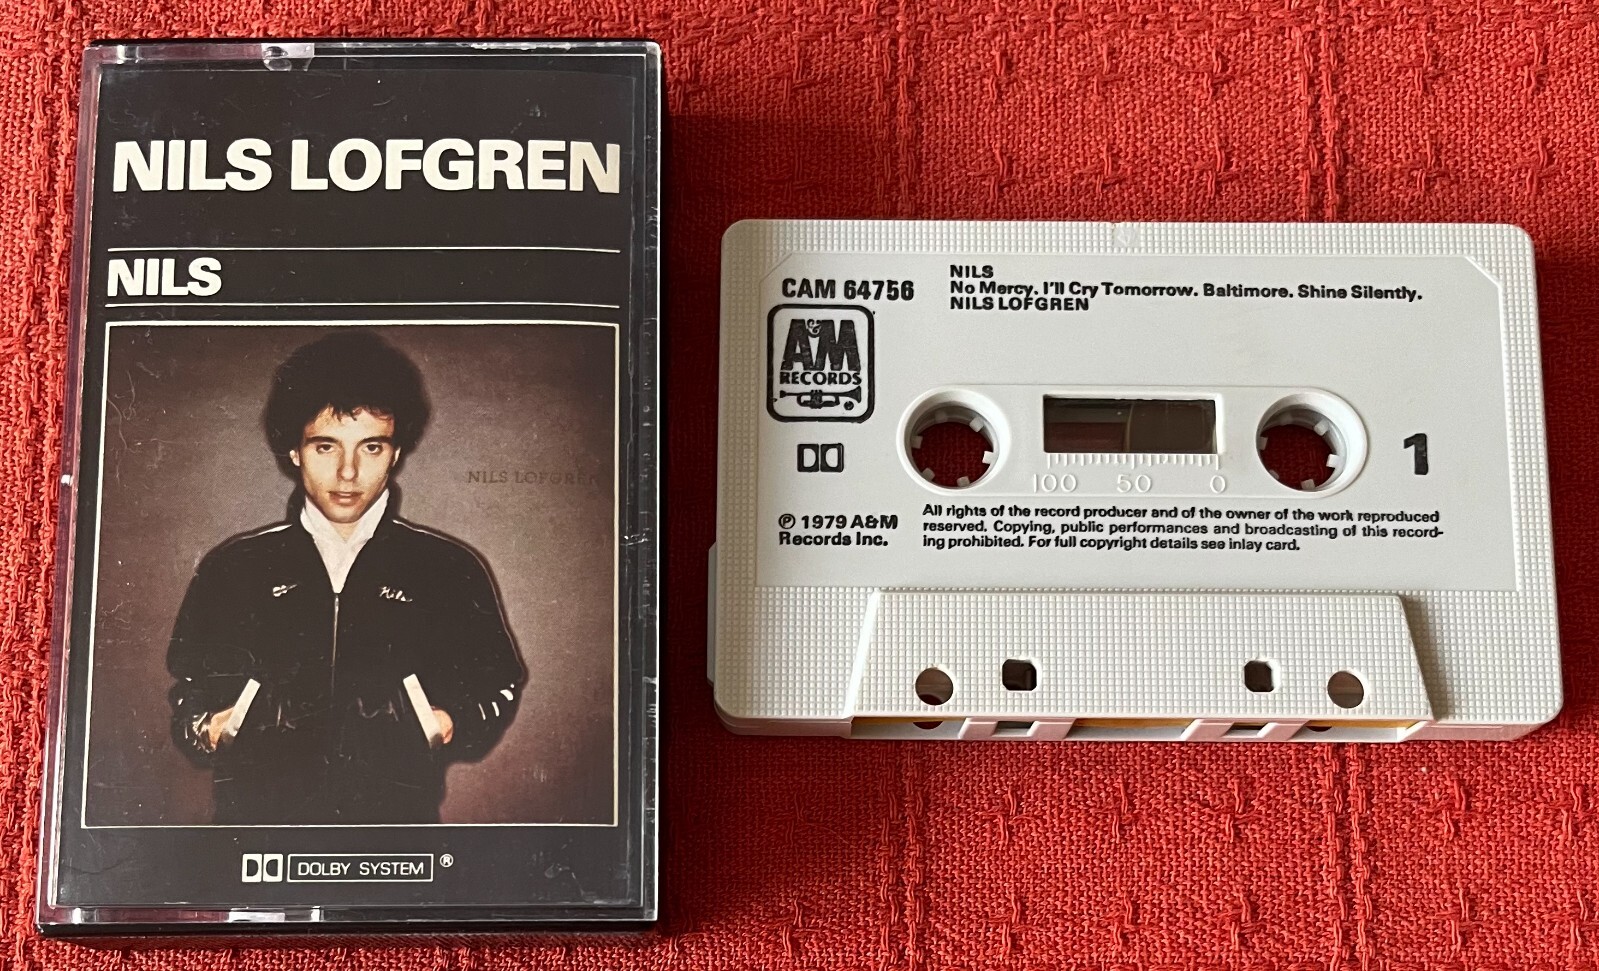 NILS LOFGREN
NILS
NILS LOFGREN
Nils
DOLBY SYSTEM ®
CAM 64756
NILS
No Mercy. I'll Cry Tomorrow. Baltimore. Shine Silently.
NILS LOFGREN
A&M
RECORDS
1
100 50 0
℗ 1979 A&M
Records Inc.
All rights of the record producer and of the owner of the work reproduced
reserved. Copying, public performances and broadcasting of this record-
ing prohibited. For full copyright details see inlay card.